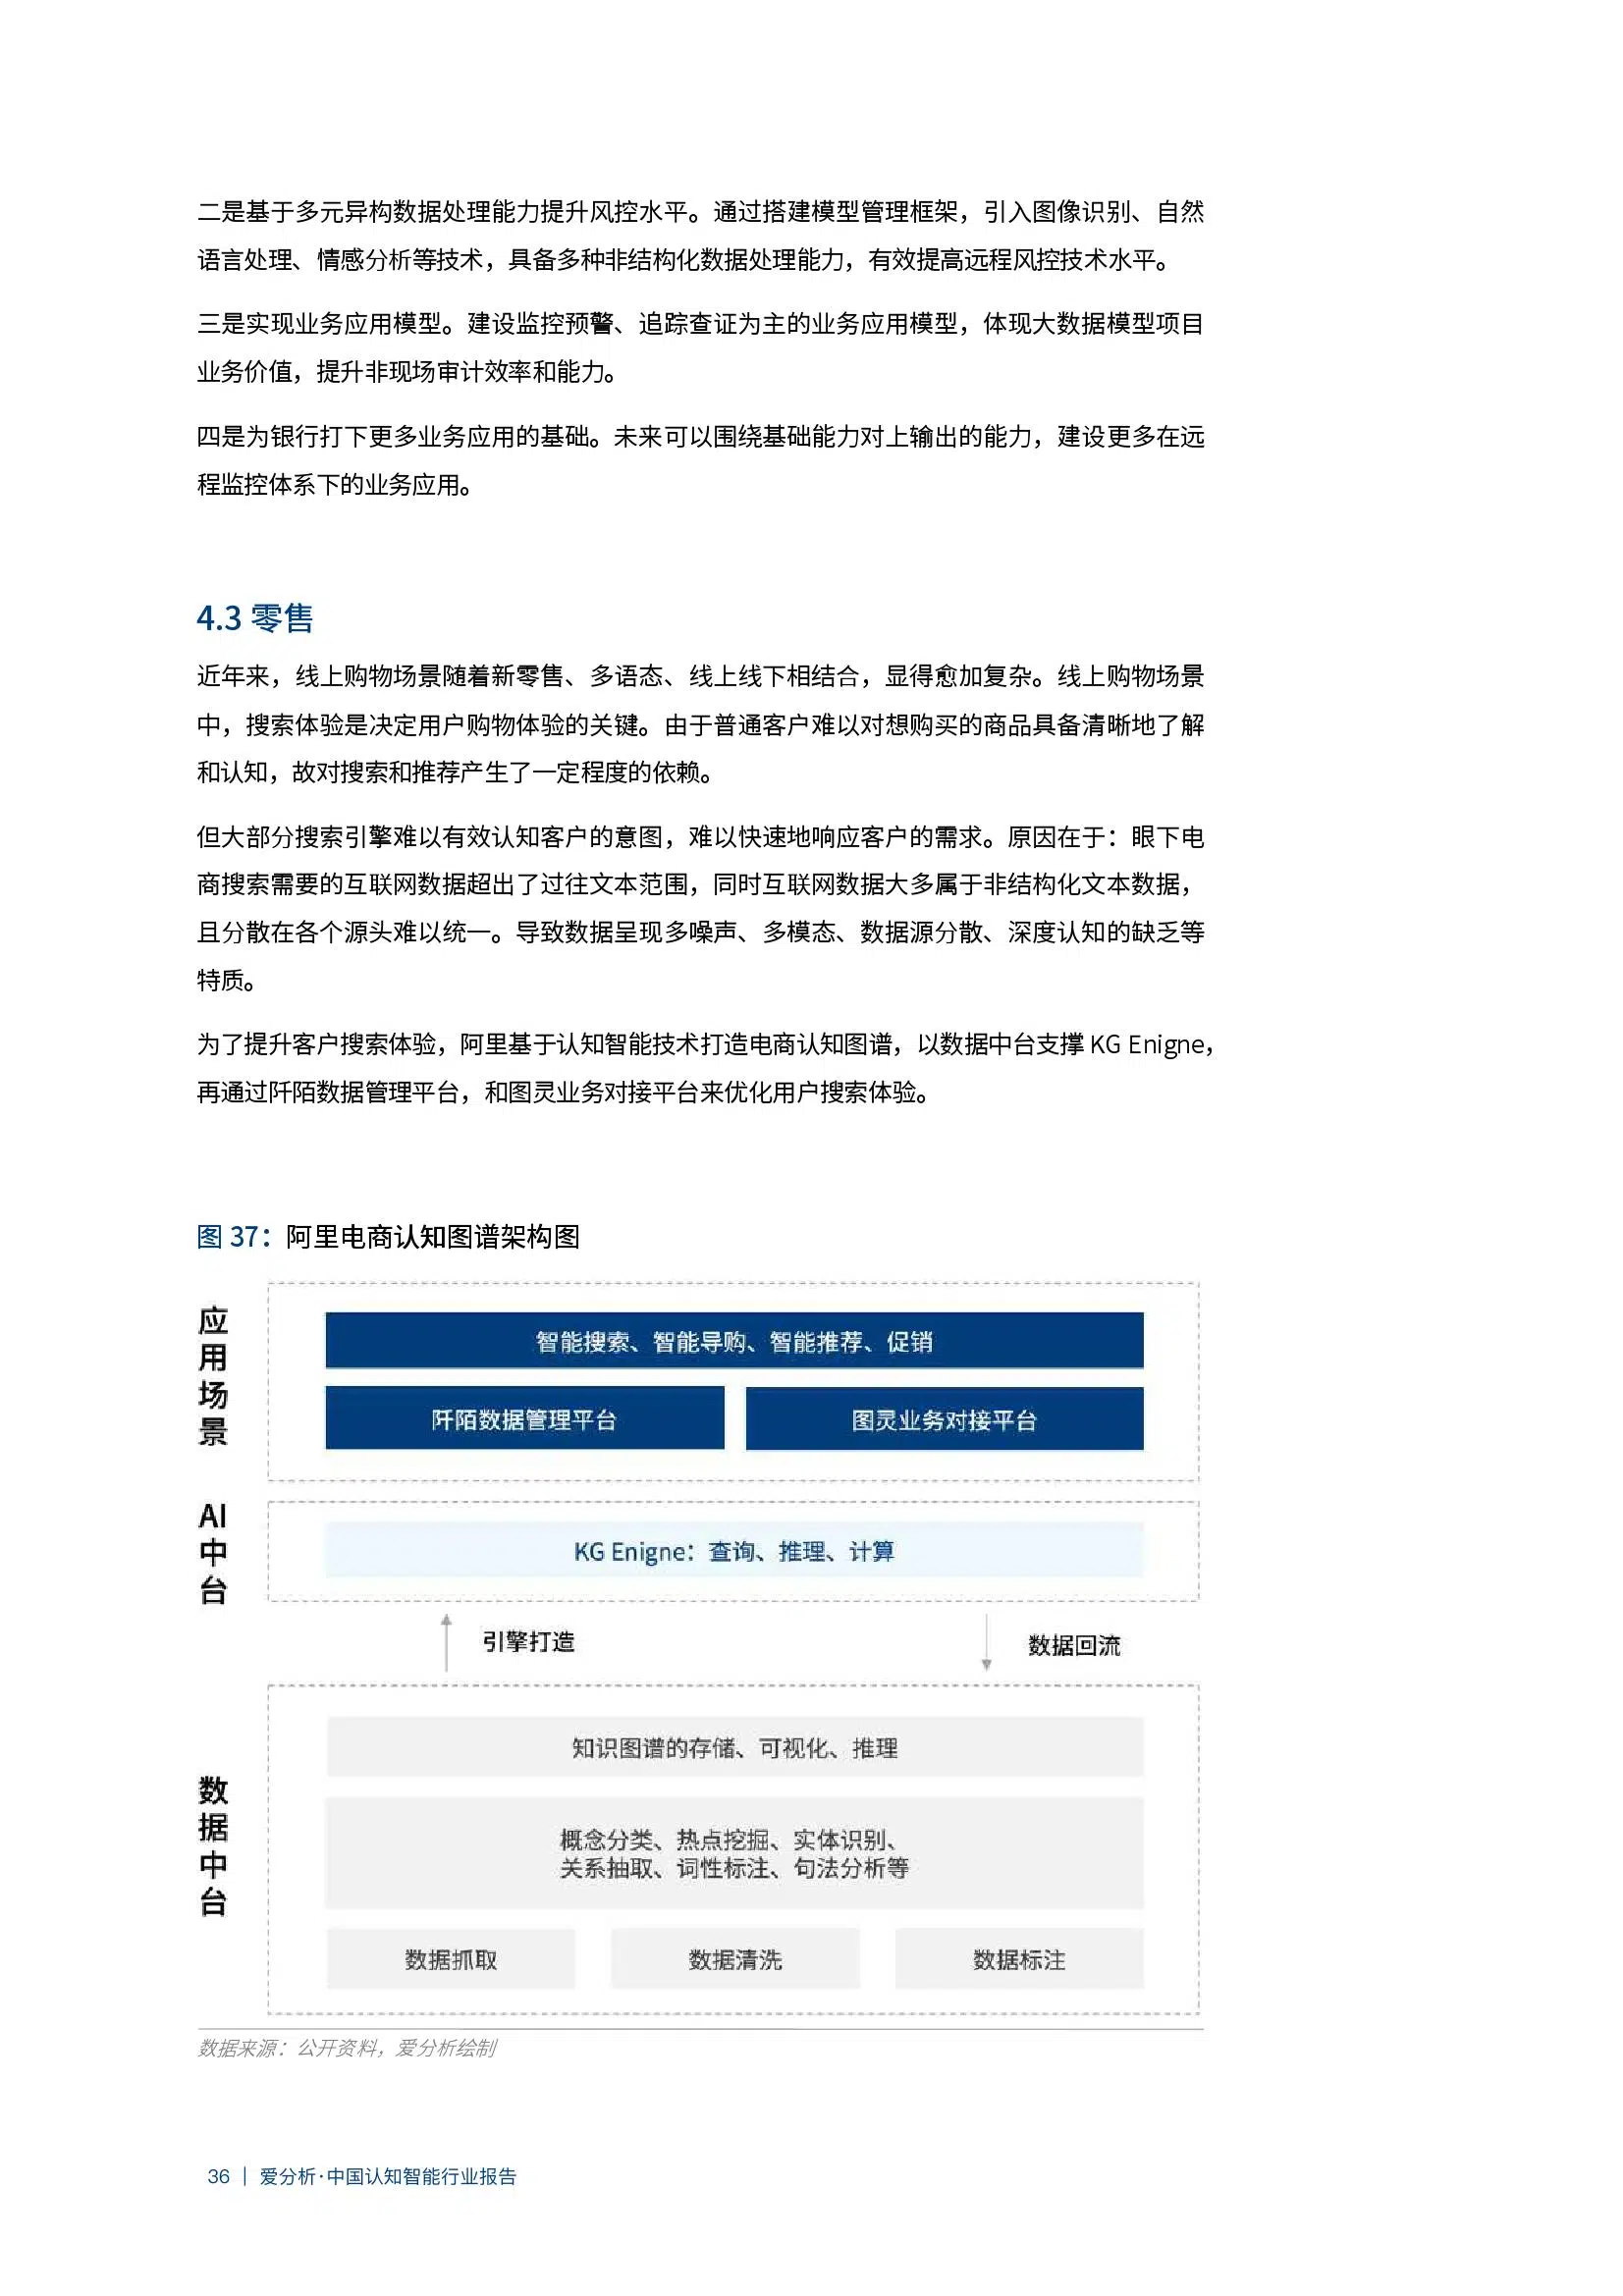 二是基于多元异构数据处理能力提升风控水平。通过搭建模型管理框架，引入图像识别、自然
语言处理、情感分析等技术，具备多种非结构化数据处理能力，有效提高远程风控技术水平。
三是实现业务应用模型。建设监控预警、追踪查证为主的业务应用模型，体现大数据模型项目
业务价值，提升非现场审计效率和能力。
四是为银行打下更多业务应用的基础。未来可以围绕基础能力对上输出的能力，建设更多在远
程监控体系下的业务应用。
4.3 零售
近年来，线上购物场景随着新零售、多语态、线上线下相结合，显得愈加复杂。线上购物场景
中，搜索体验是决定用户购物体验的关键。由于普通客户难以对想购买的商品具备清晰地了解
和认知，故对搜索和推荐产生了一定程度的依赖。
但大部分搜索引擎难以有效认知客户的意图，难以快速地响应客户的需求。原因在于：眼下电
商搜索需要的互联网数据超出了过往文本范围，同时互联网数据大多属于非结构化文本数据，
且分散在各个源头难以统一。导致数据呈现多噪声、多模态、数据源分散、深度认知的缺乏等
特质。
为了提升客户搜索体验，阿里基于认知智能技术打造电商认知图谱，以数据中台支撑 KG Enigne，
再通过阡陌数据管理平台，和图灵业务对接平台来优化用户搜索体验。
图 37：阿里电商认知图谱架构图
应用场景
智能搜索、智能导购、智能推荐、促销
阡陌数据管理平台
图灵业务对接平台
AI中台
KG Enigne：查询、推理、计算
引擎打造
数据回流
数据中台
知识图谱的存储、可视化、推理
概念分类、热点挖掘、实体识别、
关系抽取、词性标注、句法分析等
数据抓取
数据清洗
数据标注
数据来源：公开资料，爱分析绘制
36 | 爱分析·中国认知智能行业报告